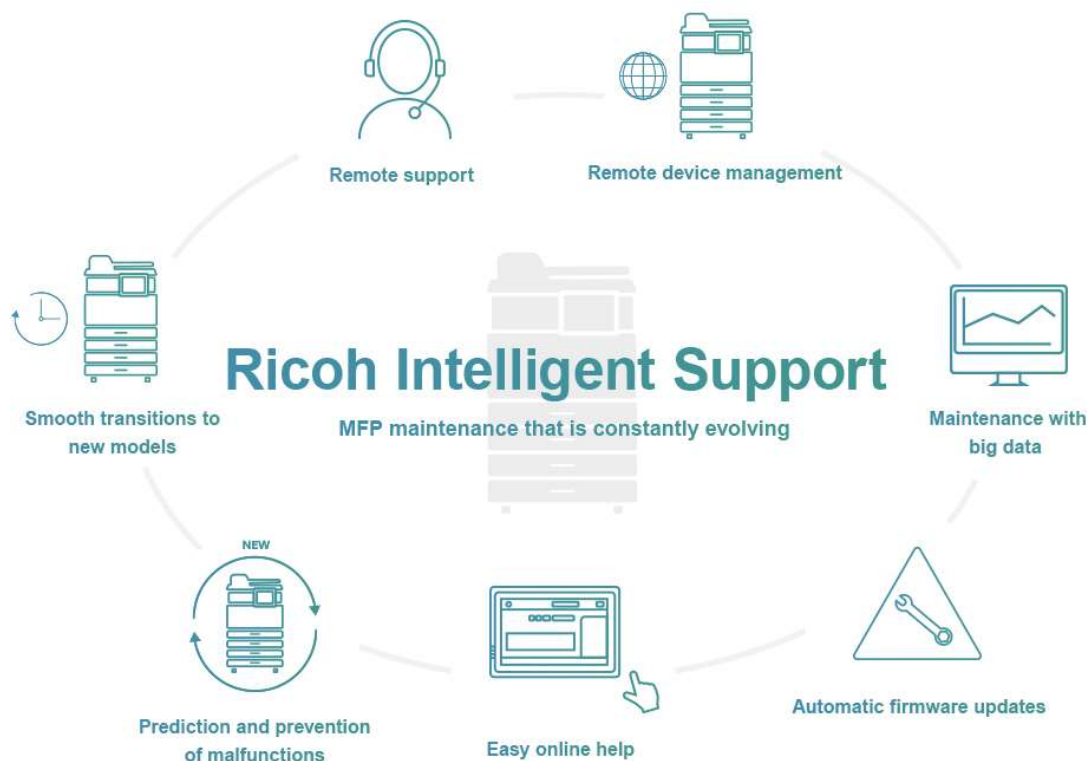 Remote support
Remote device management
Ricoh Intelligent Support
MFP maintenance that is constantly evolving
Smooth transitions to
new models
Maintenance with
big data
NEW
Prediction and prevention
of malfunctions
Easy online help
Automatic firmware updates